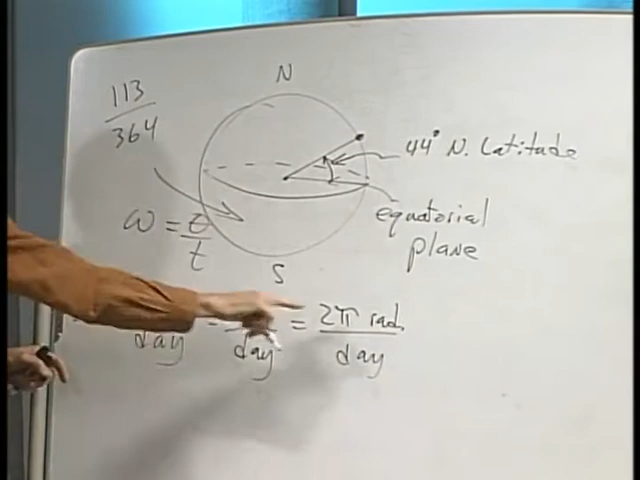 N
113
364
44° N. Latitude
equatorial
plane
ω = θ
t
S
= 2π rad
day day day